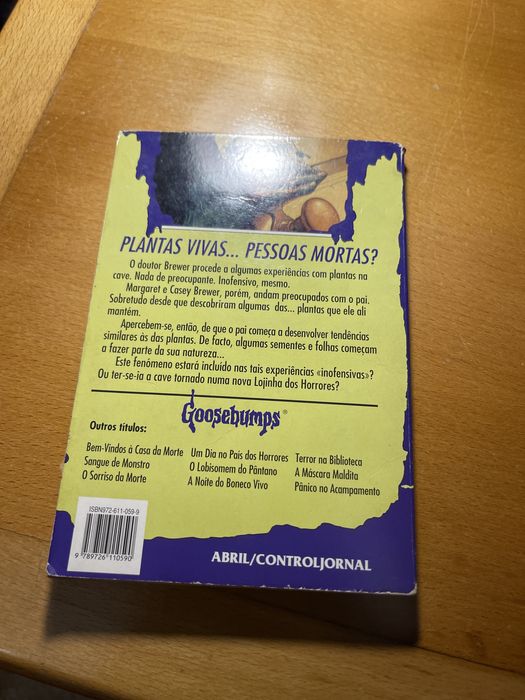 PLANTAS VIVAS... PESSOAS MORTAS?
O doutor Brewer procede a algumas experiências com plantas na
cave. Nada de preocupante. Inofensivo, mesmo.
Margaret e Casey Brewer, porém, andam preocupados com o pai.
Sobretudo desde que descobriram algumas das... plantas que ele ali
mantém.
Apercebem-se, então, de que o pai começa a desenvolver tendências
similares às das plantas. De facto, algumas sementes e folhas começam
a fazer parte da sua natureza...
Este fenómeno estará incluído nas tais experiências «inofensivas»?
Ou ter-se-ia a cave tornado numa nova Lojinha dos Horrores?
Goosebumps®
Outros títulos:
Bem-Vindos à Casa da Morte Um Dia no País dos Horrores Terror na Biblioteca
Sangue de Monstro O Lobisomem do Pântano A Máscara Maldita
O Sorriso da Morte A Noite do Boneco Vivo Pânico no Acampamento
ISBN972-611-059-9
9 789726 110590
ABRIL/CONTROLJORNAL